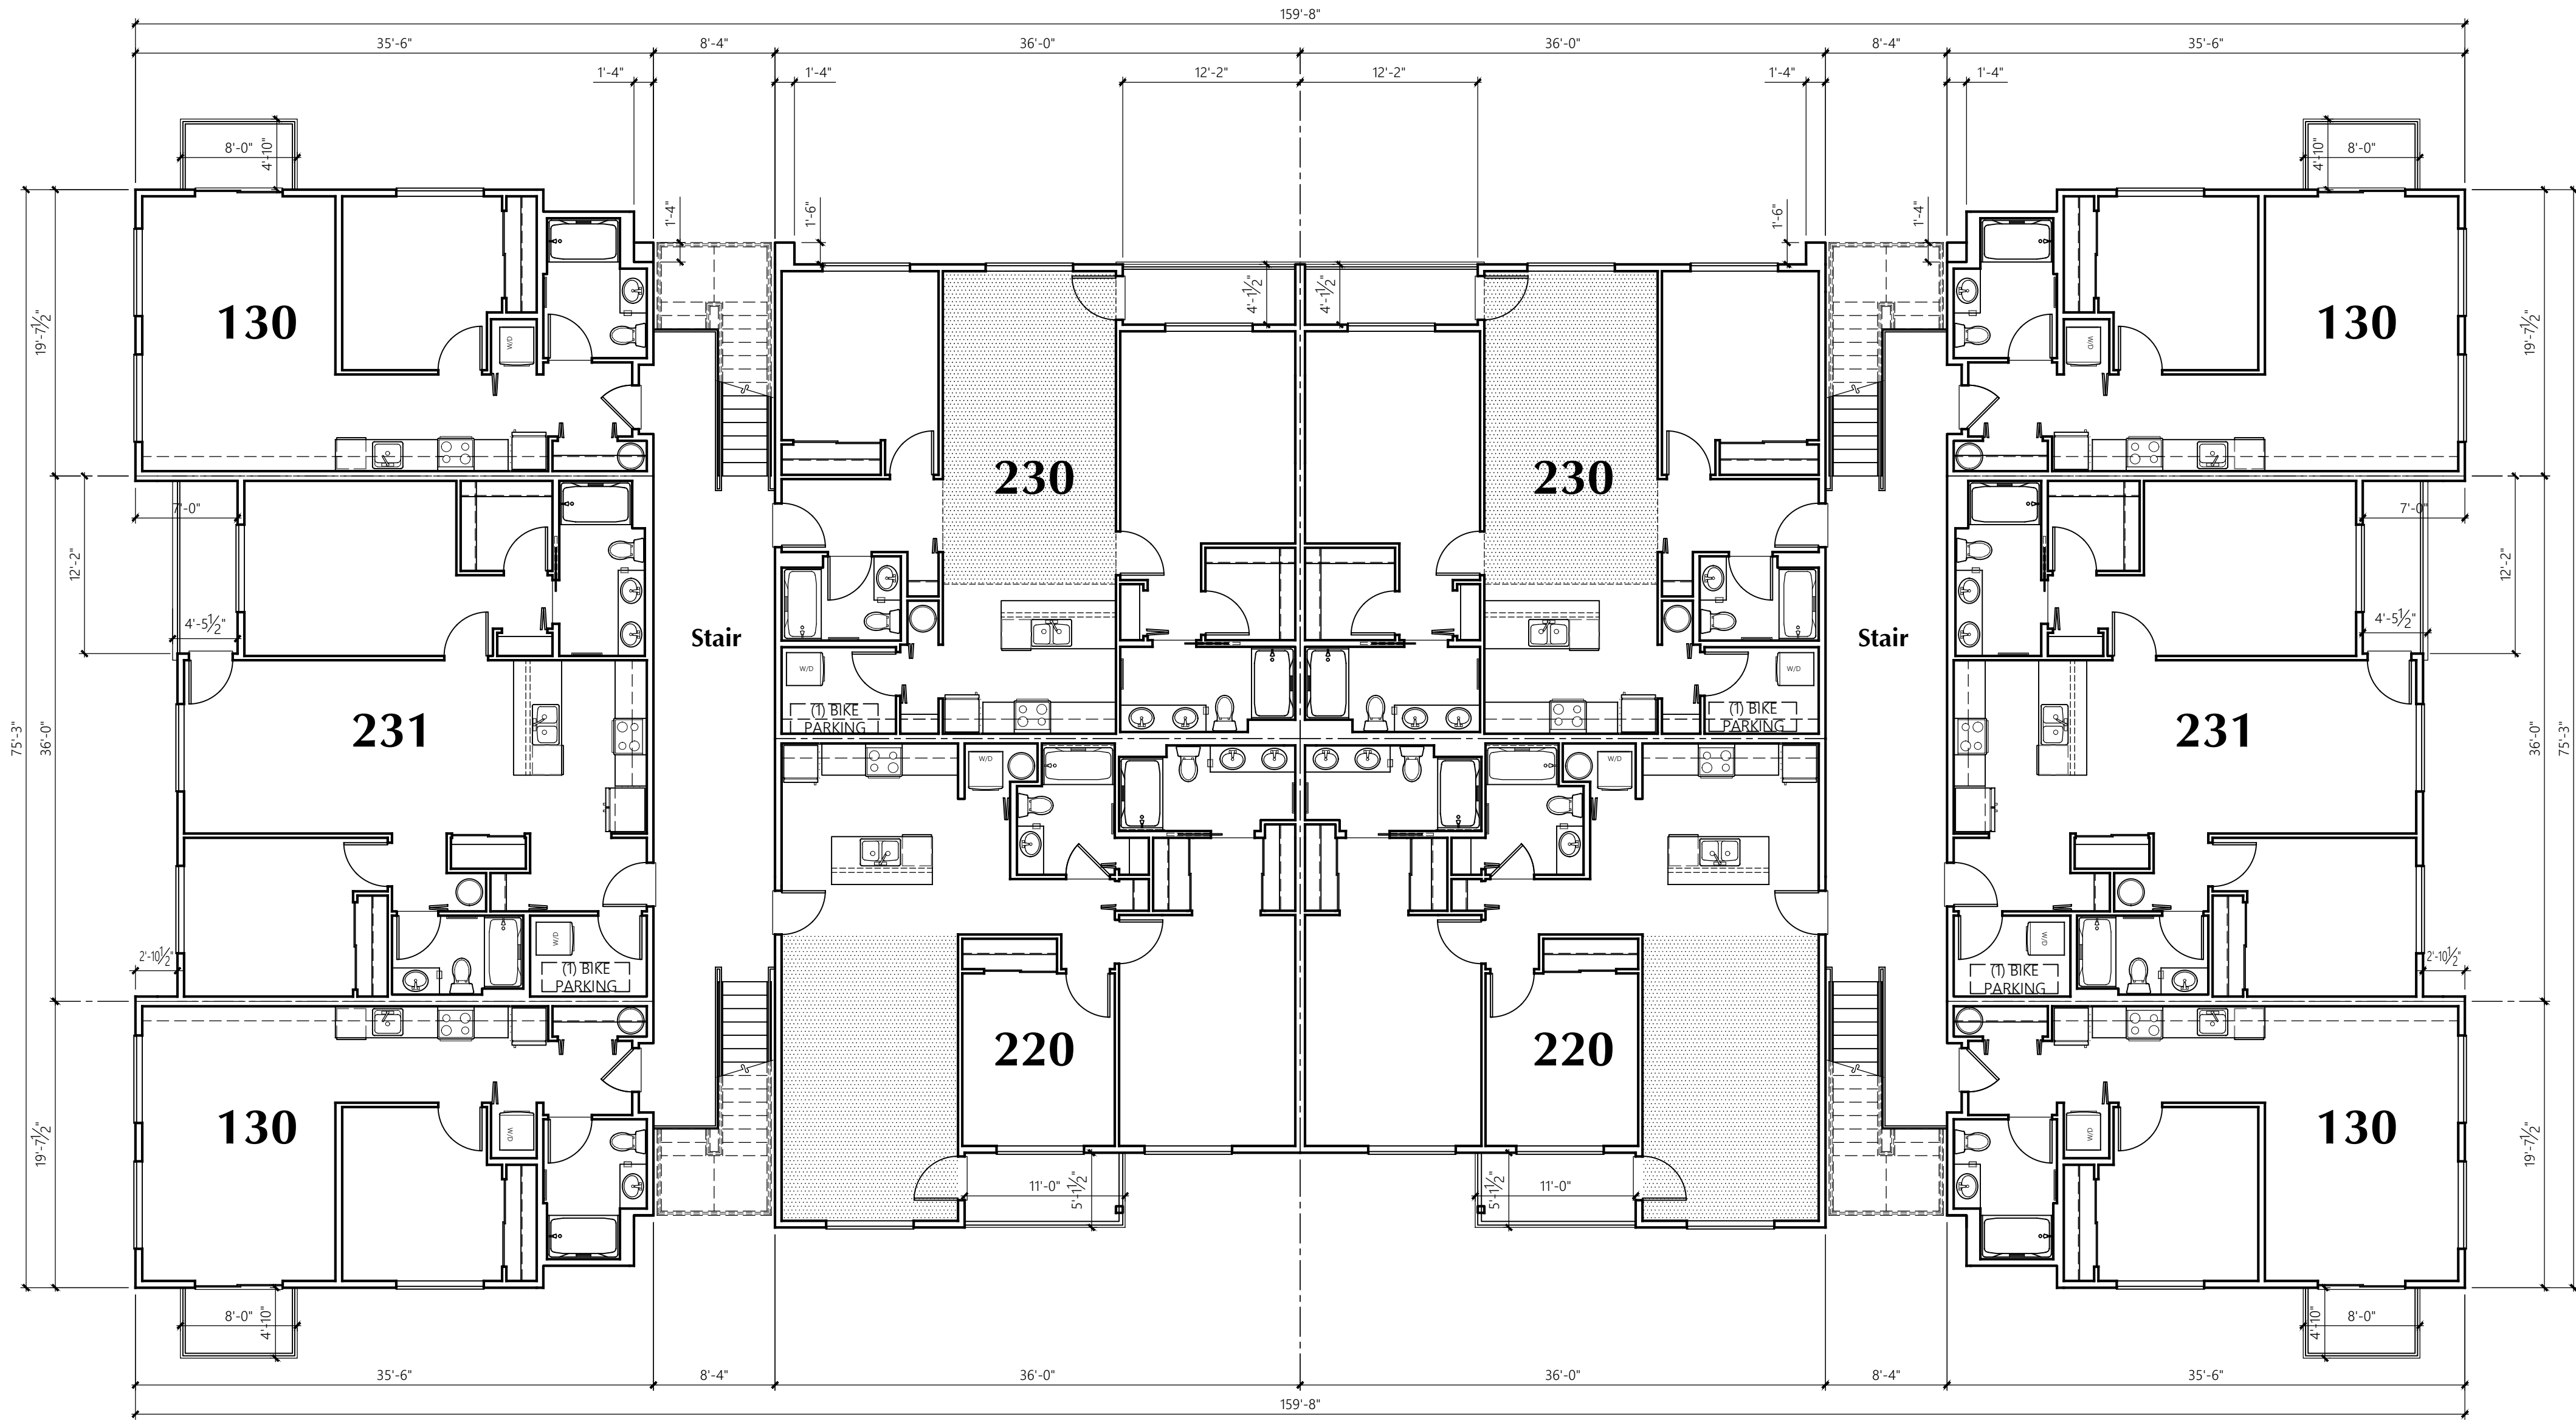 159'-8"
35'-6" 8'-4" 36'-0" 36'-0" 8'-4" 35'-6"
1'-4" 1'-4" 12'-2" 12'-2" 1'-4" 1'-4"
8'-0" 4'-10" 4'-10" 8'-0"
1'-4" 1'-6" 1'-6" 1'-4"
4'-1½" 4'-1½"
19'-7½" 130 130 19'-7½"
W/D W/D
230 230
7'-0" 7'-0"
12'-2" 12'-2"
4'-5½" Stair Stair 4'-5½"
W/D W/D
(1) BIKE (1) BIKE
PARKING PARKING
75'-3" 36'-0" 231 231 36'-0" 75'-3"
W/D W/D
W/D W/D
2'-10½" 2'-10½"
(1) BIKE (1) BIKE
PARKING PARKING
220 220
19'-7½" 130 130 19'-7½"
W/D W/D
11'-0" 5'-1½" 5'-1½" 11'-0"
8'-0" 4'-10" 4'-10" 8'-0"
35'-6" 8'-4" 36'-0" 36'-0" 8'-4" 35'-6"
159'-8"